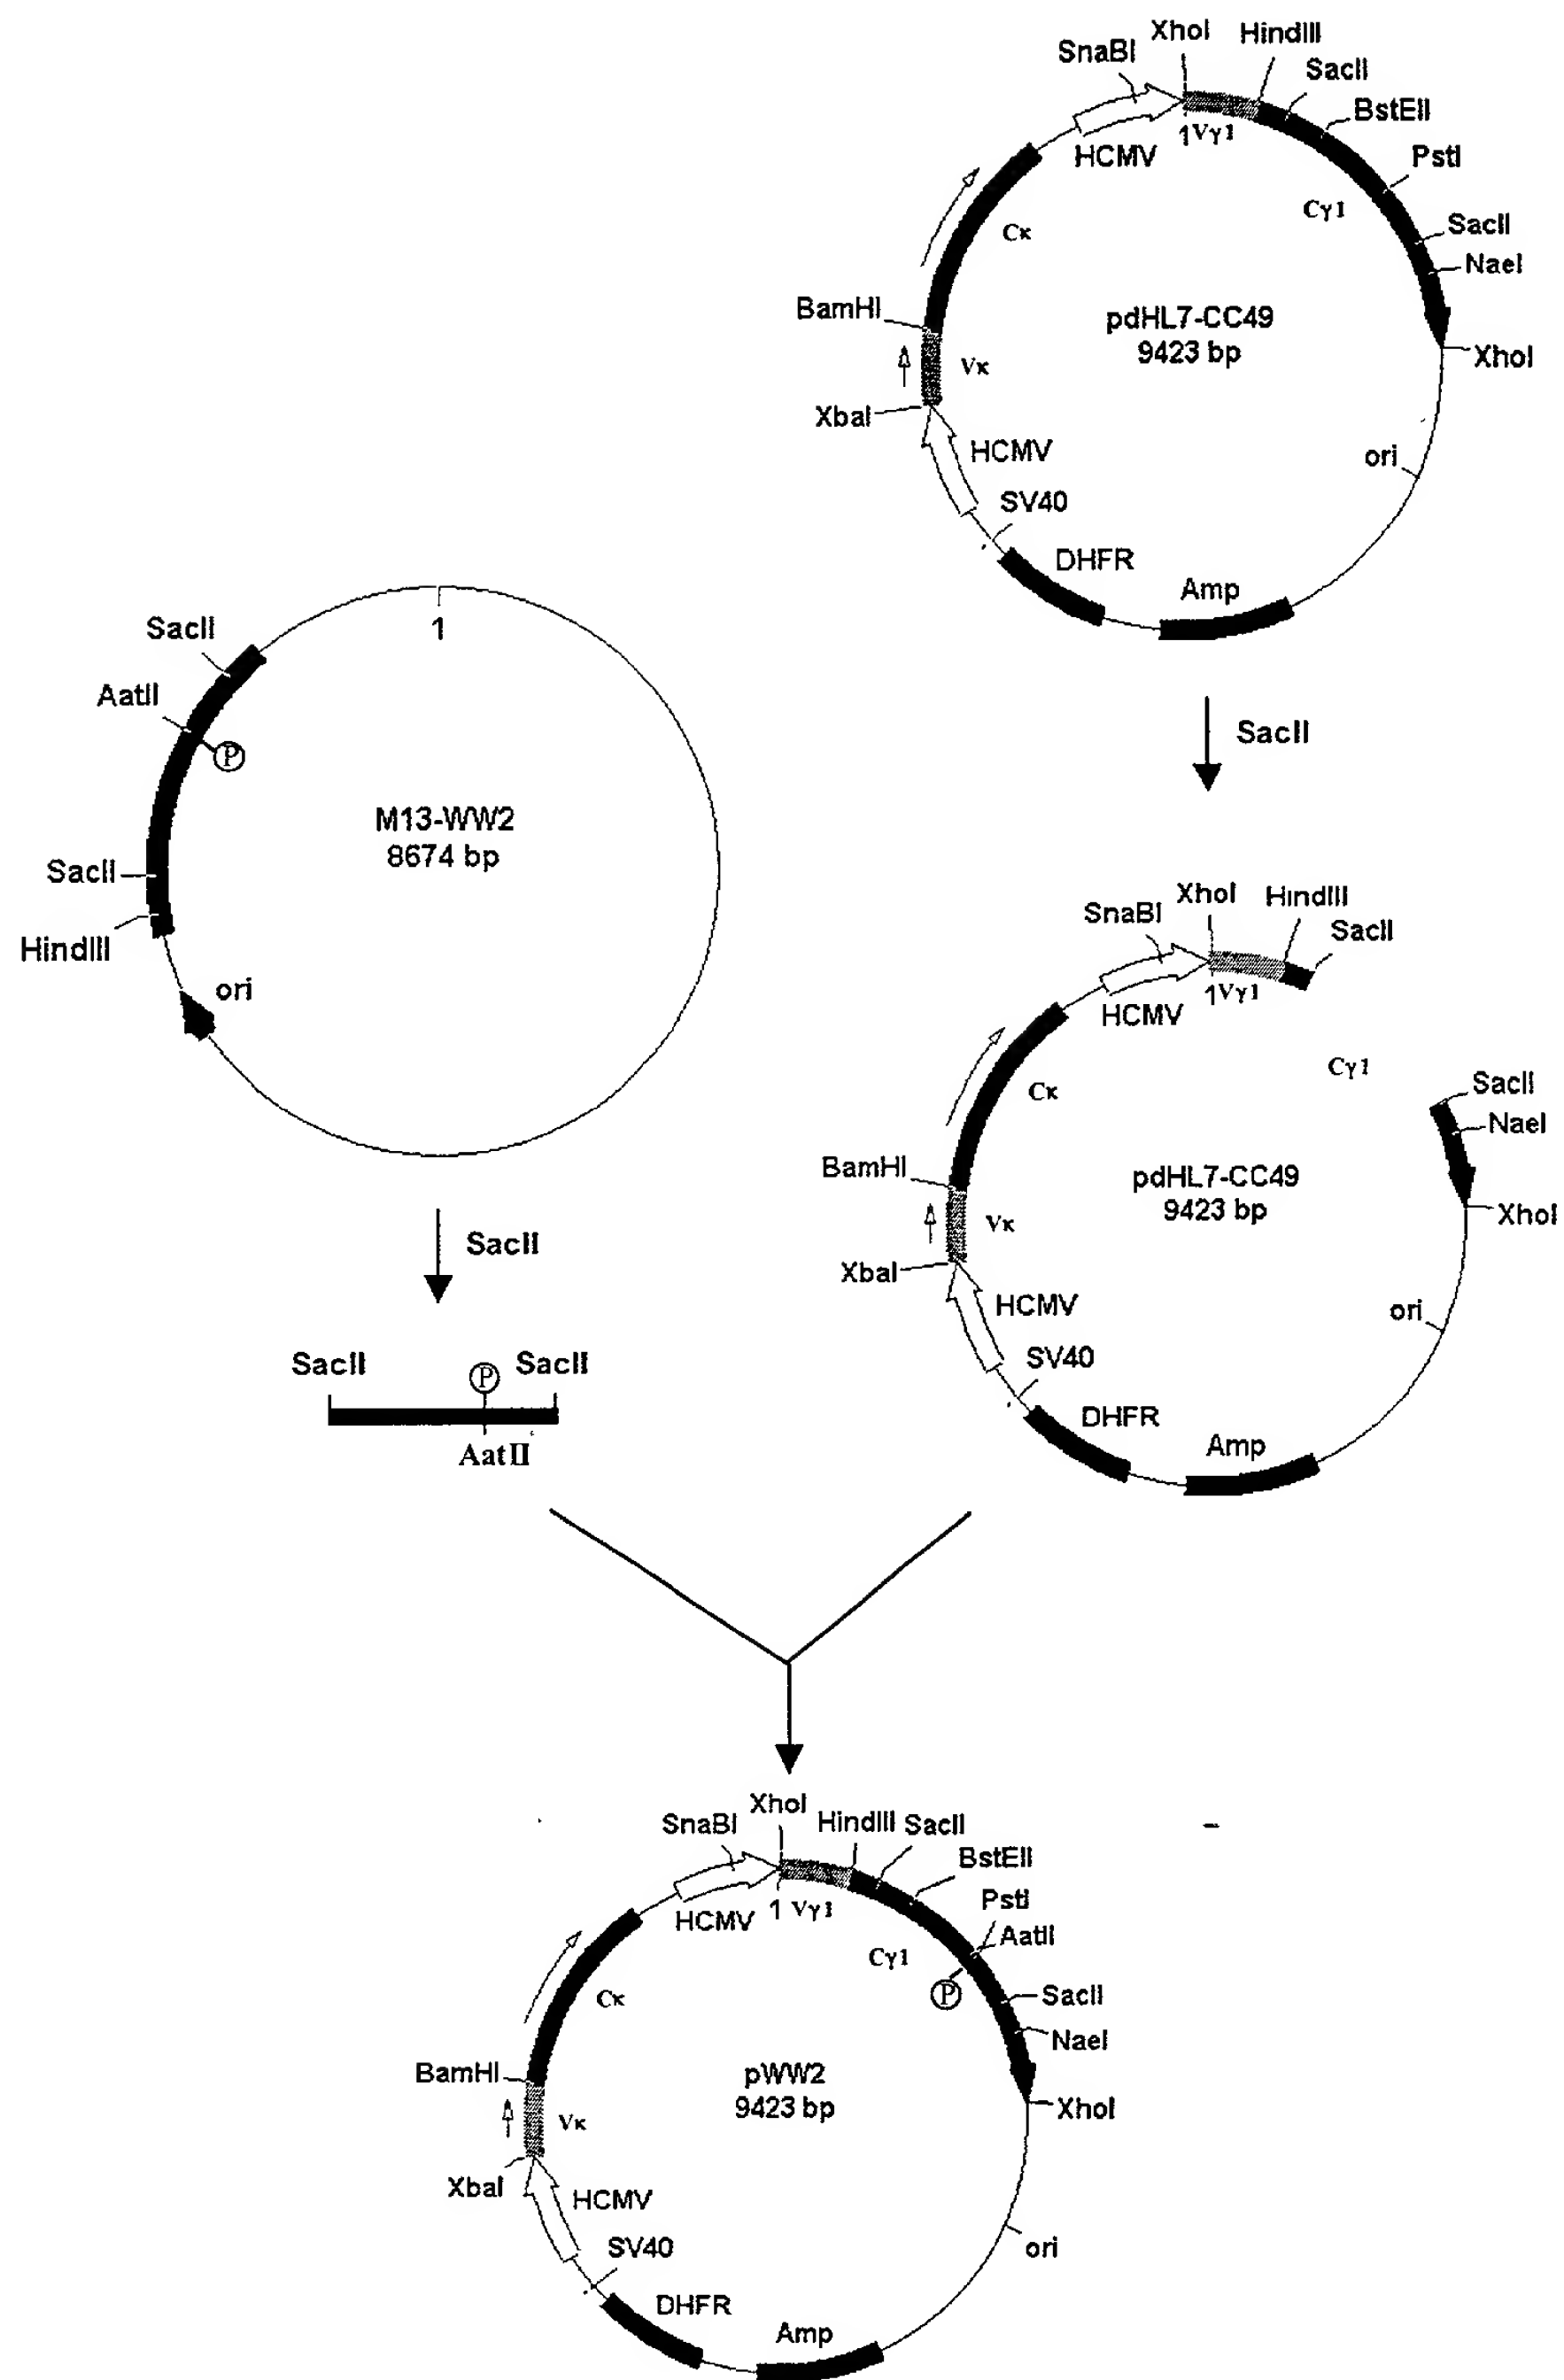 XhoI
HindIII
SnaBI
SacII
BstEII
1Vγ1
HCMV
PstI
Cγ1
SacII
Cκ
NaeI
BamHI
pdHL7-CC49
9423 bp
XhoI
Vκ
XbaI
HCMV
ori
SV40
DHFR
Amp
SacII
1
SacII
AatII
P
M13-WW2
8674 bp
SacII
HindIII
ori
SacII
SacII
P
SacII
AatII
XhoI
HindIII
SnaBI
SacII
1Vγ1
HCMV
Cγ1
SacII
Cκ
NaeI
BamHI
pdHL7-CC49
9423 bp
XhoI
Vκ
XbaI
HCMV
ori
SV40
DHFR
Amp
XhoI
SnaBI
HindIII SacII
BstEII
PstI
HCMV
1 Vγ1
AatII
Cγ1
P
Cκ
SacII
NaeI
BamHI
pWW2
9423 bp
XhoI
Vκ
XbaI
HCMV
SV40
ori
DHFR
Amp